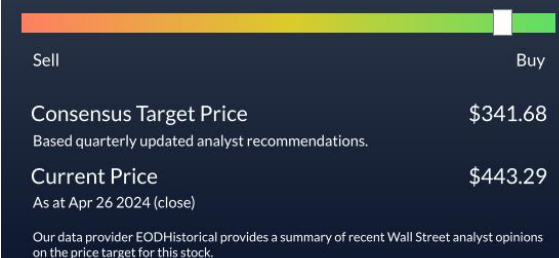 Sell Buy
Consensus Target Price $341.68
Based quarterly updated analyst recommendations.
Current Price $443.29
As at Apr 26 2024 (close)
Our data provider EODHistorical provides a summary of recent Wall Street analyst opinions
on the price target for this stock.